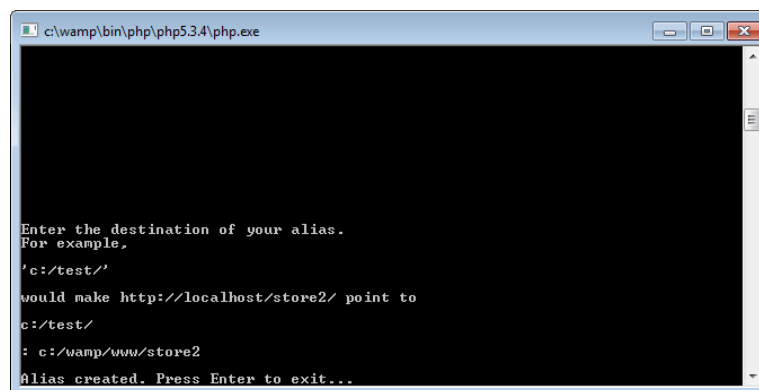 c:\wamp\bin\php\php5.3.4\php.exe
Enter the destination of your alias.
For example,
'c:/test/'
would make http://localhost/store2/ point to
c:/test/
: c:/wamp/www/store2
Alias created. Press Enter to exit...